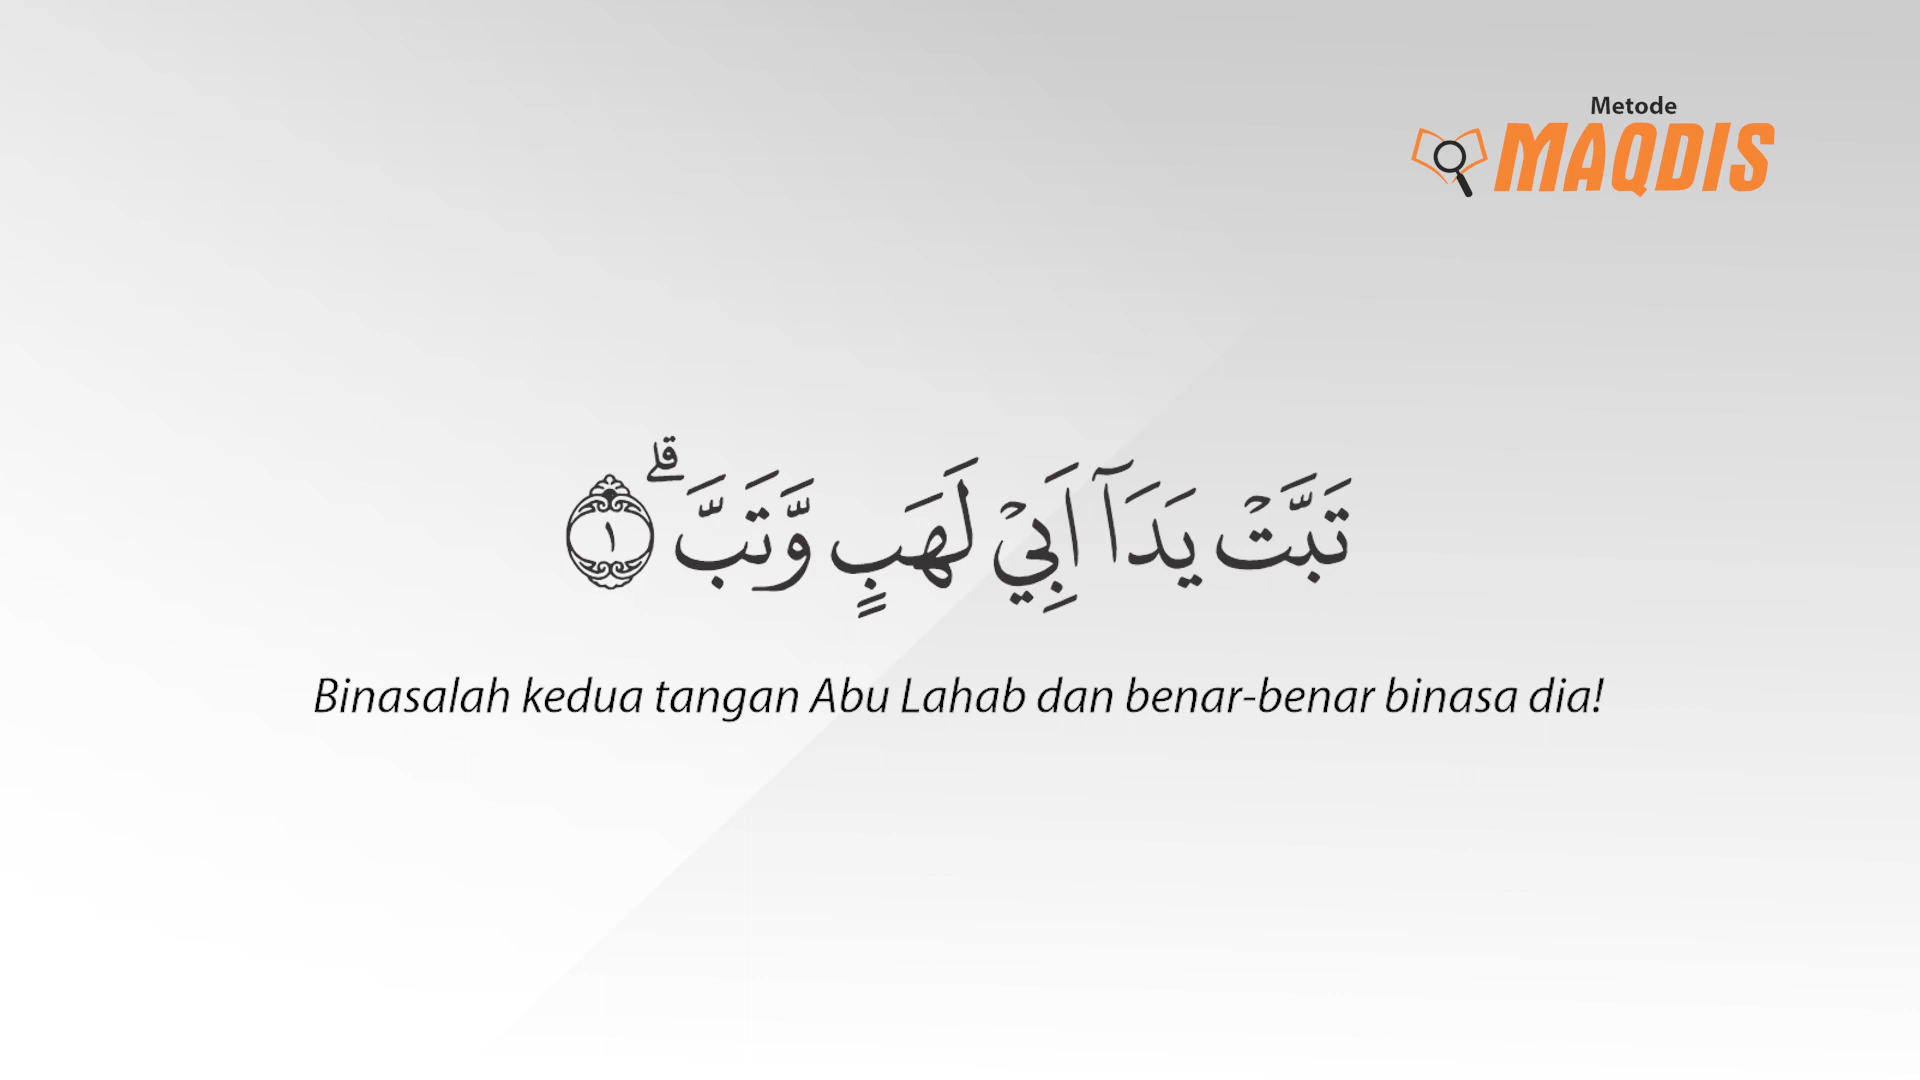 Metode
MAQDIS
تَبَّتْ يَدَآ اَبِيْ لَهَبٍ وَّتَبَّۗ ١
Binasalah kedua tangan Abu Lahab dan benar-benar binasa dia!